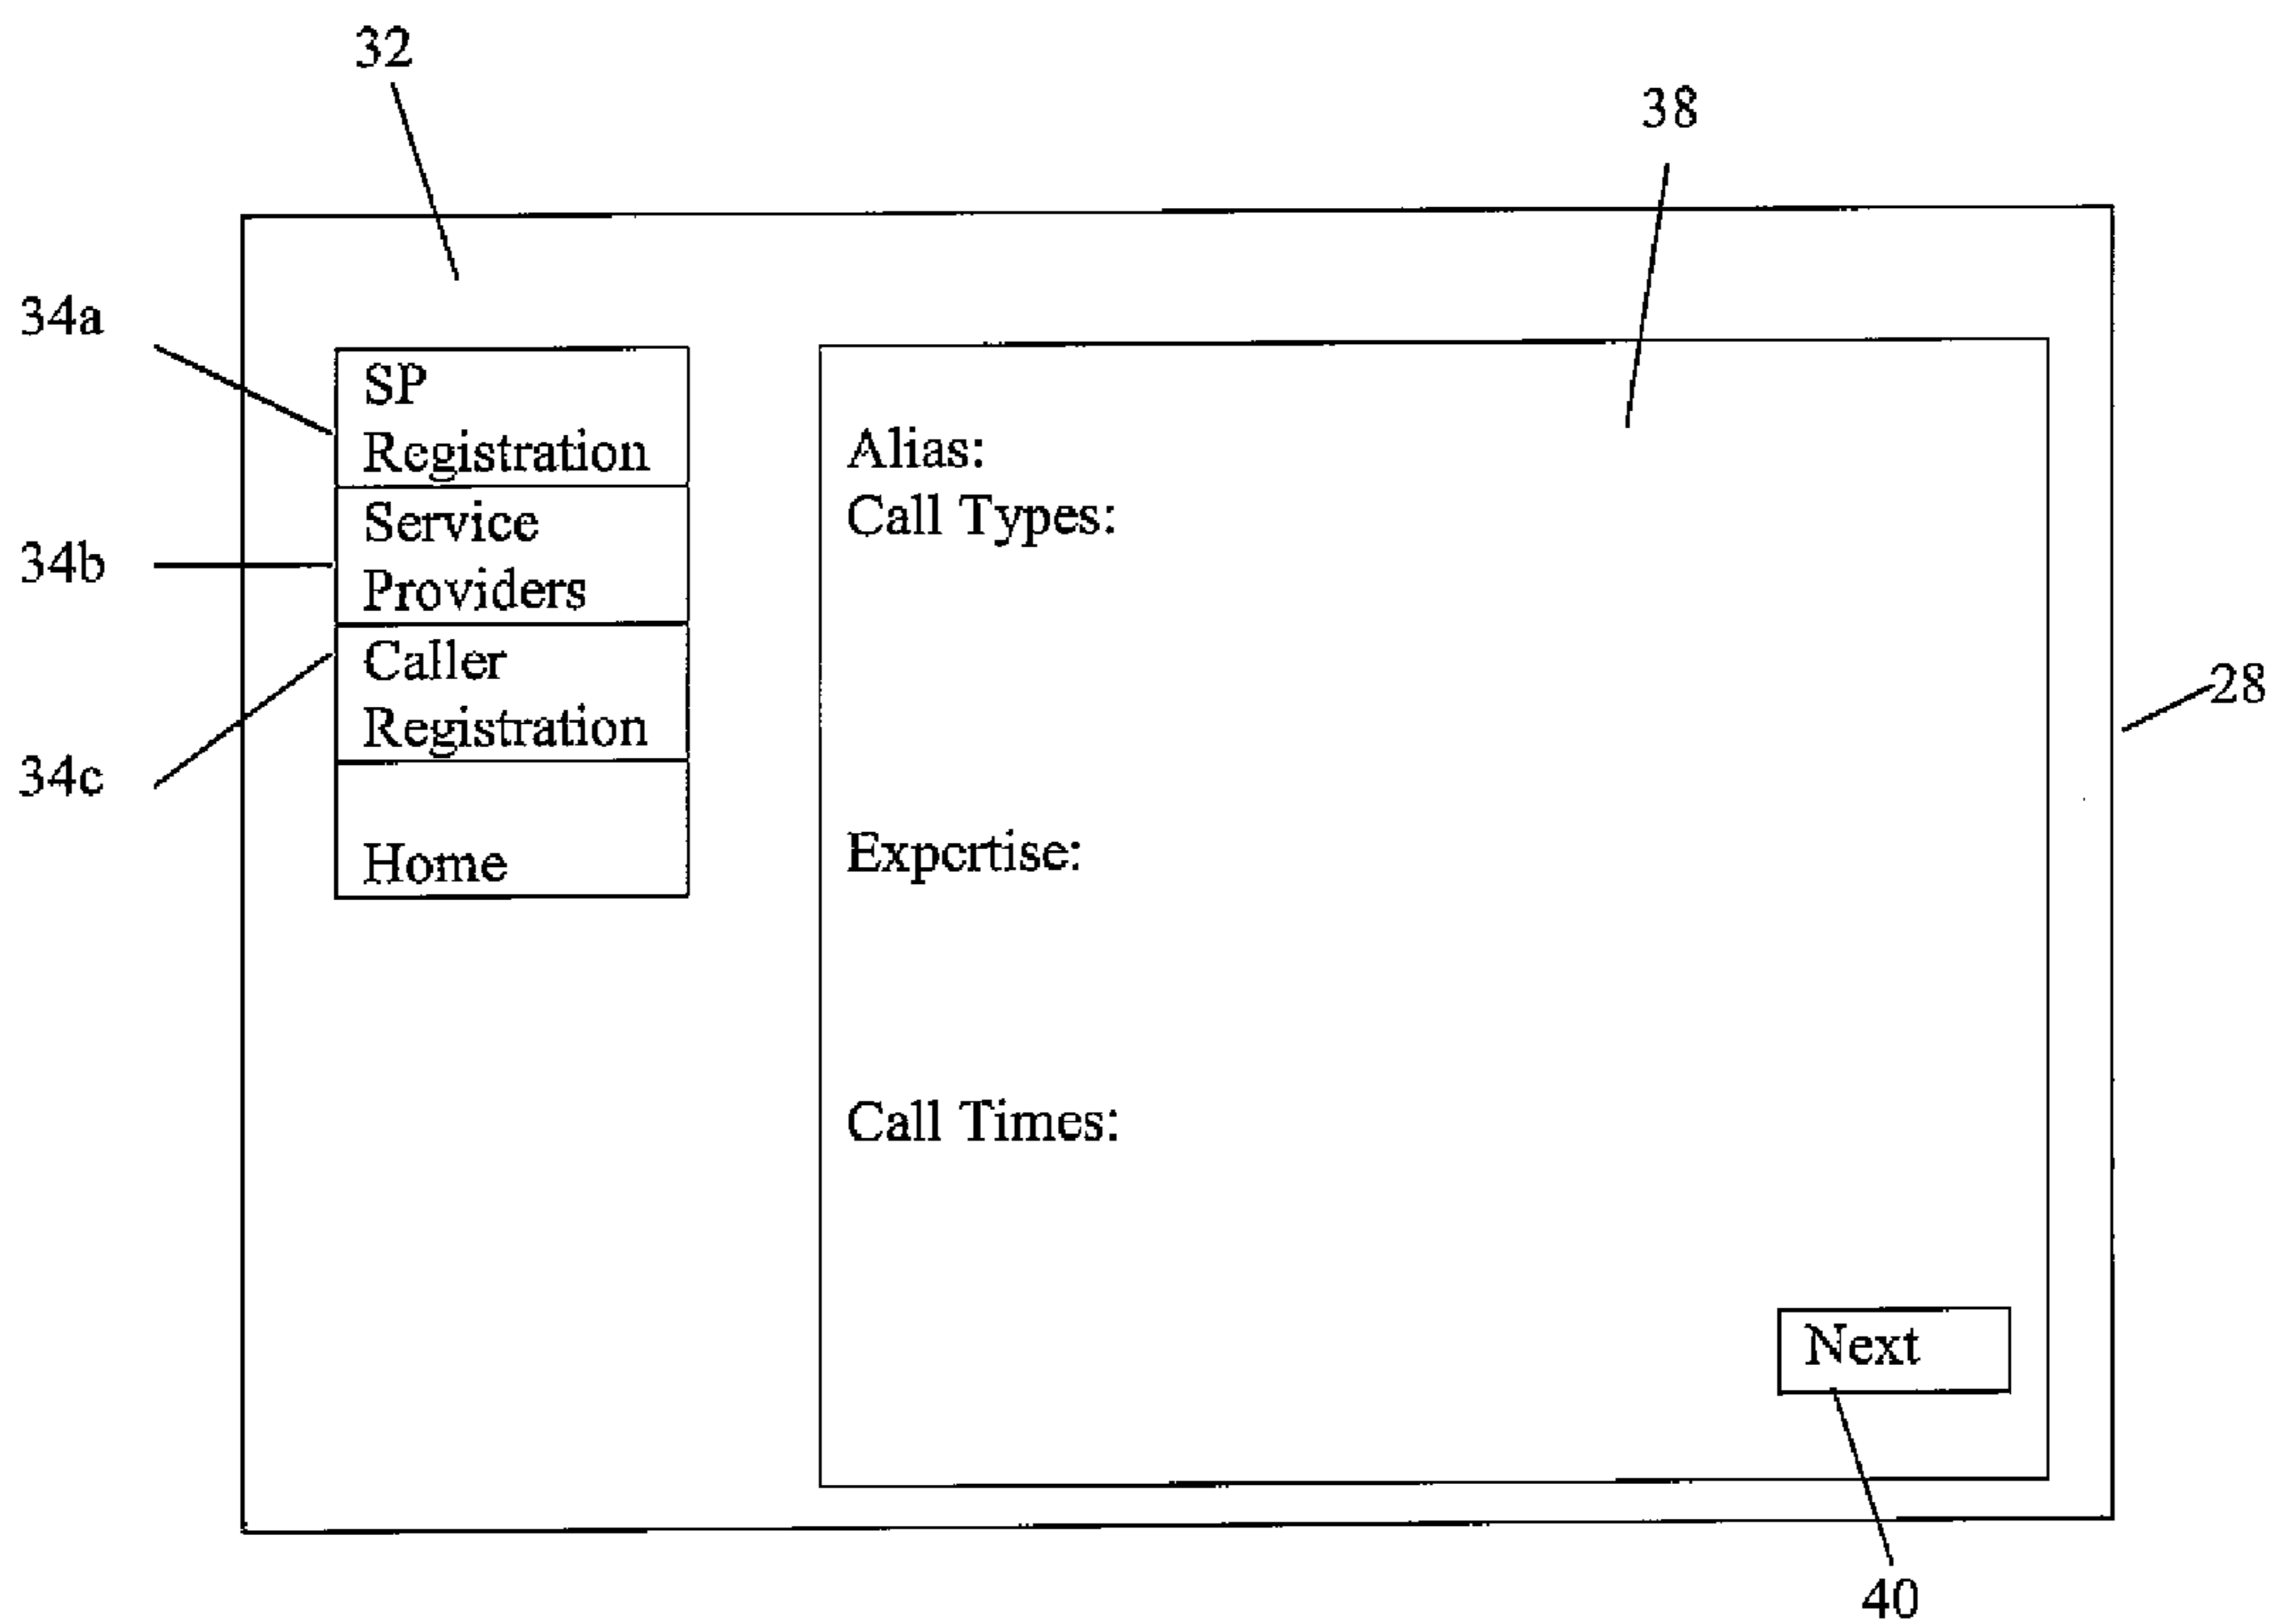 32
38
34a
SP
Registration
Alias:
Service
Call Types:
34b
Providers
Caller
28
Registration
34c
Expertise:
Home
Call Times:
Next
40